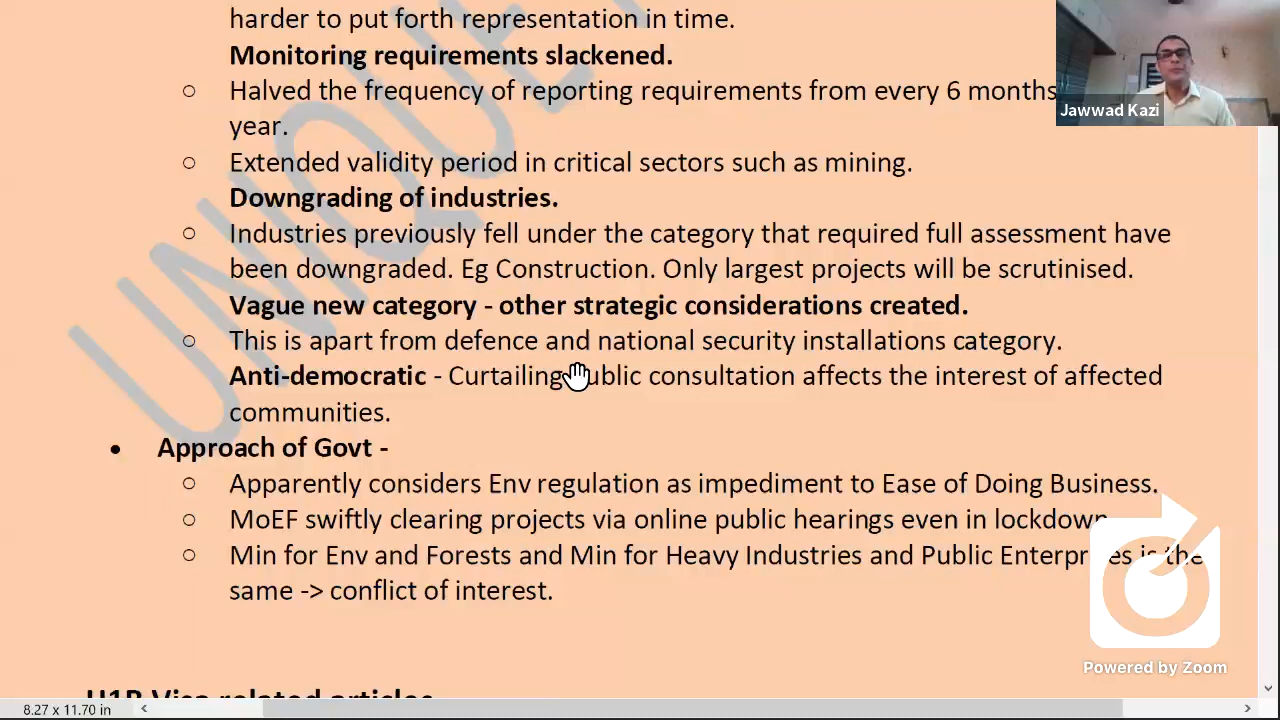 harder to put forth representation in time.
Monitoring requirements slackened.
○ Halved the frequency of reporting requirements from every 6 months
year.
○ Extended validity period in critical sectors such as mining.
Downgrading of industries.
○ Industries previously fell under the category that required full assessment have
been downgraded. Eg Construction. Only largest projects will be scrutinised.
Vague new category - other strategic considerations created.
○ This is apart from defence and national security installations category.
Anti-democratic - Curtailing public consultation affects the interest of affected
communities.
• Approach of Govt -
○ Apparently considers Env regulation as impediment to Ease of Doing Business.
○ MoEF swiftly clearing projects via online public hearings even in lockdown.
○ Min for Env and Forests and Min for Heavy Industries and Public Enterprises is the
same -> conflict of interest.
H1B Visa related articles
8.27 x 11.70 in
Jawwad Kazi
Powered by Zoom
UNIQUE